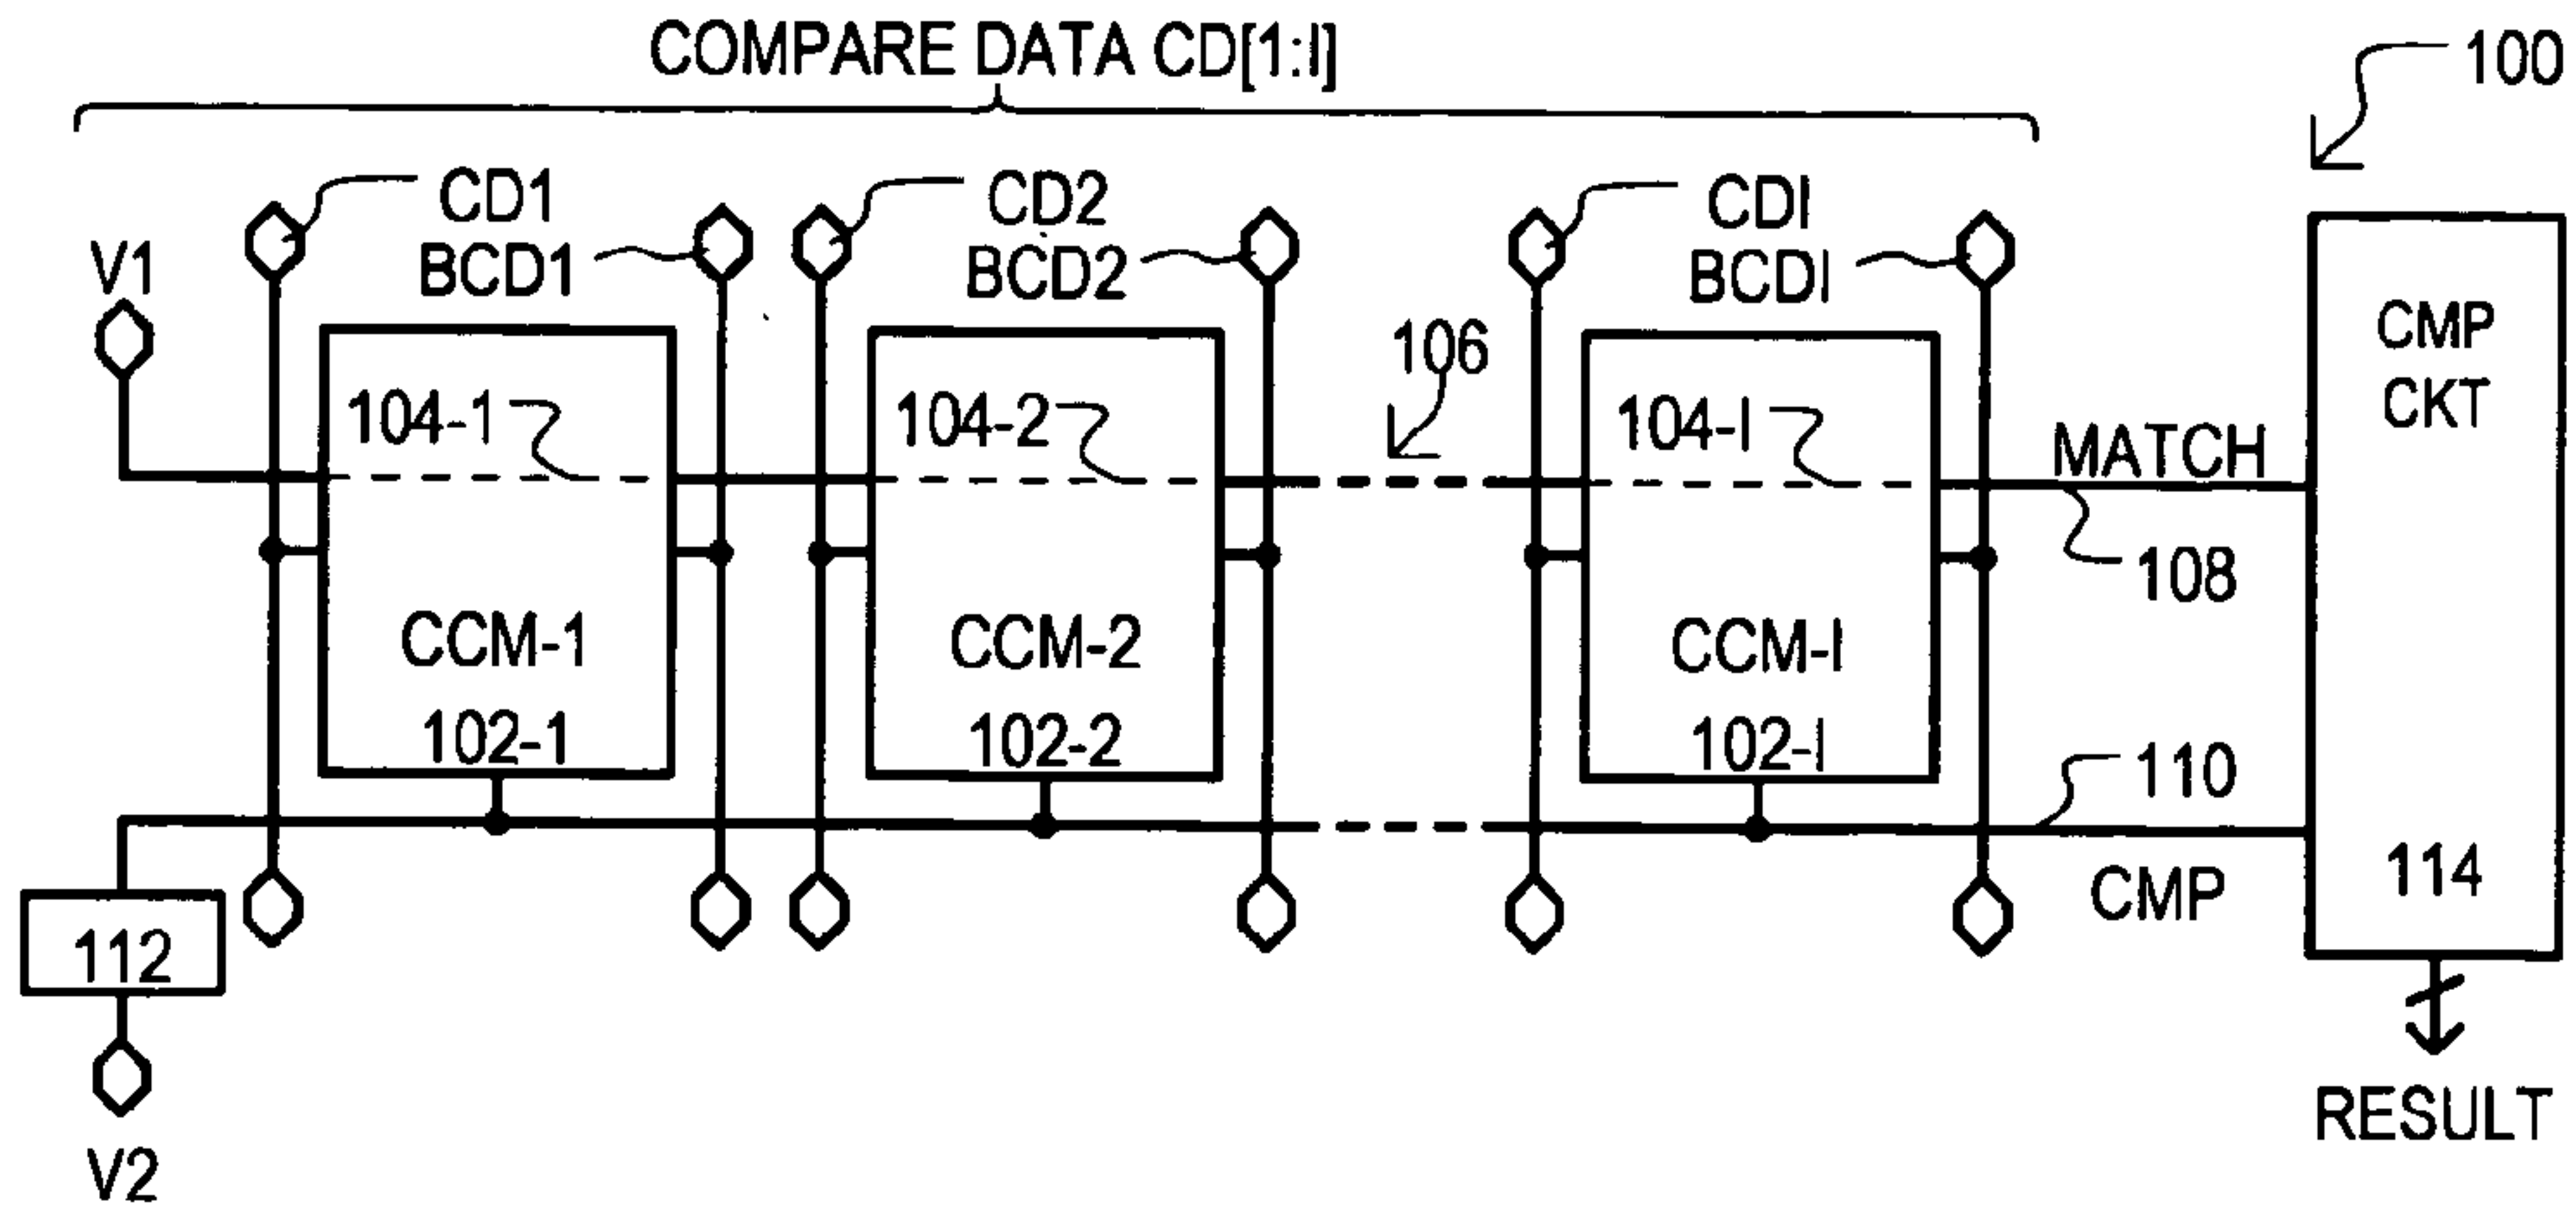 COMPARE DATA CD[1:I]
100
CD1
BCD1
CD2
BCD2
CDI
BCDI
V1
106
CMP
CKT
104-1
104-2
104-I
MATCH
108
CCM-1
102-1
CCM-2
102-2
CCM-I
102-I
110
CMP
114
112
V2
RESULT